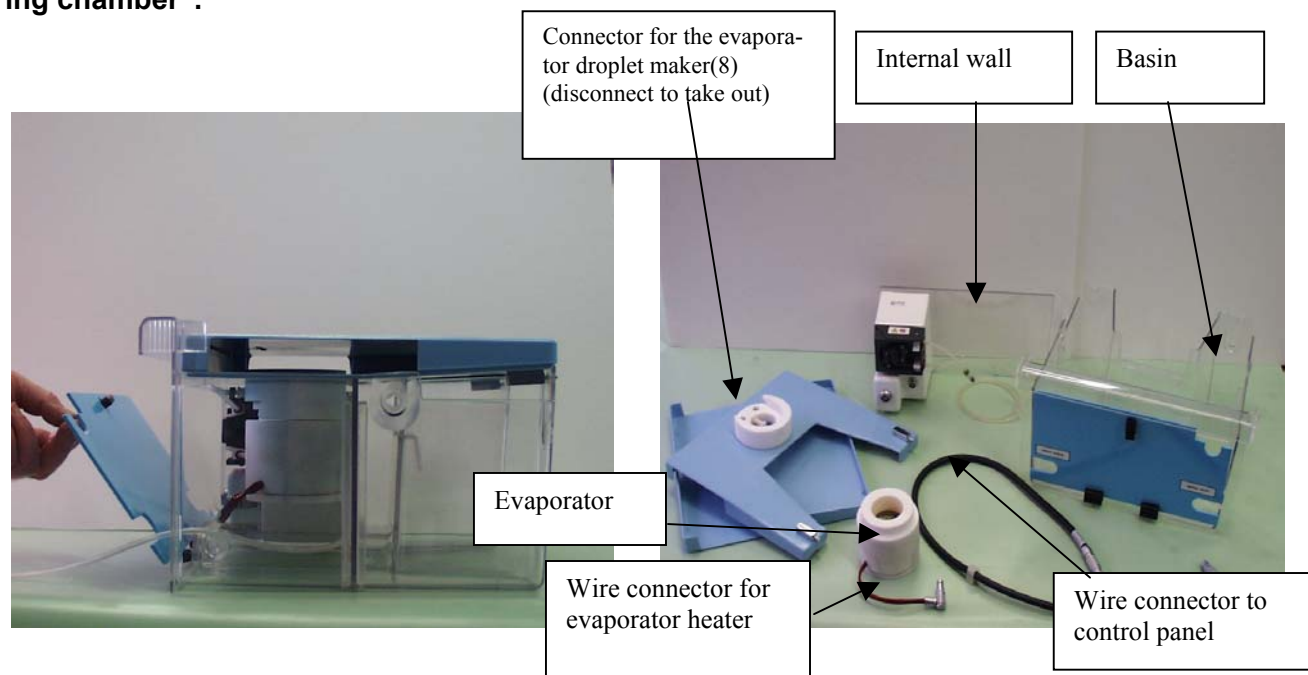 ing chamber".
Connector for the evapora-
tor droplet maker(8)
(disconnect to take out)
Internal wall
Basin
Evaporator
Wire connector for
evaporator heater
Wire connector to
control panel